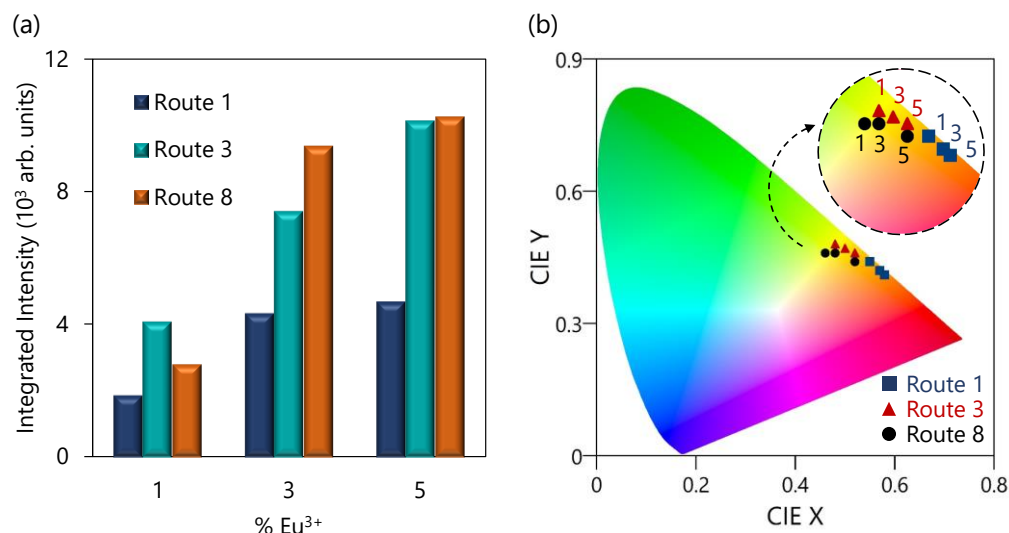 (a)
Integrated Intensity (10³ arb. units)
12
8
4
0
Route 1
Route 3
Route 8
1 3 5
% Eu³⁺
(b)
CIE Y
0.9
0.6
0.3
0
1
3
5
1
3
5
1
3
5
Route 1
Route 3
Route 8
0 0.2 0.4 0.6 0.8
CIE X